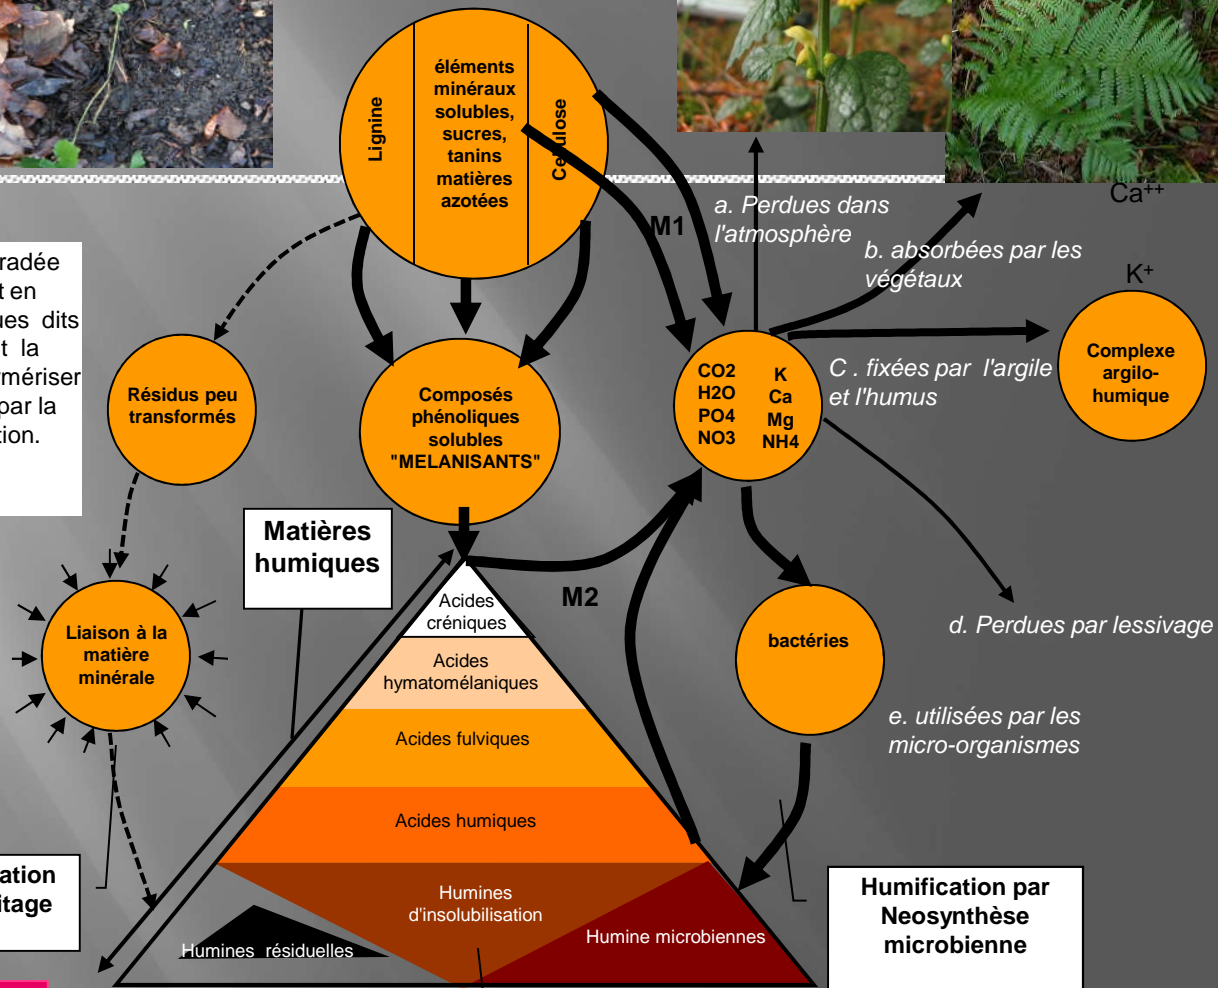 Lignine
éléments
minéraux
solubles,
sucres,
tanins
matières
azotées
Cellulose
M1
a. Perdues dans
l'atmosphère
b. absorbées par les
végétaux
Ca++
K+
radée
t en
ues dits
t la
rmériser
par la
tion.
Résidus peu
transformés
Composés
phénoliques
solubles
"MELANISANTS"
CO2
H2O
PO4
NO3
K
Ca
Mg
NH4
C . fixées par l'argile
et l'humus
Complexe
argilo-
humique
Matières
humiques
M2
Liaison à la
matière
minérale
bactéries
d. Perdues par lessivage
e. utilisées par les
micro-organismes
Acides
créniques
Acides
hymatomélaniques
Acides fulviques
Acides humiques
Humines
d'insolubilisation
Humines résiduelles
Humine microbiennes
ation
itage
Humification par
Neosynthèse
microbienne